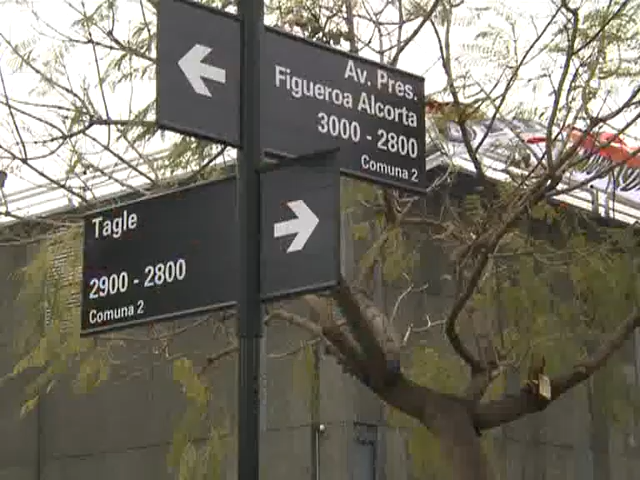 Av. Pres.
Figueroa Alcorta
3000 - 2800
Comuna 2
Tagle
2900 - 2800
Comuna 2